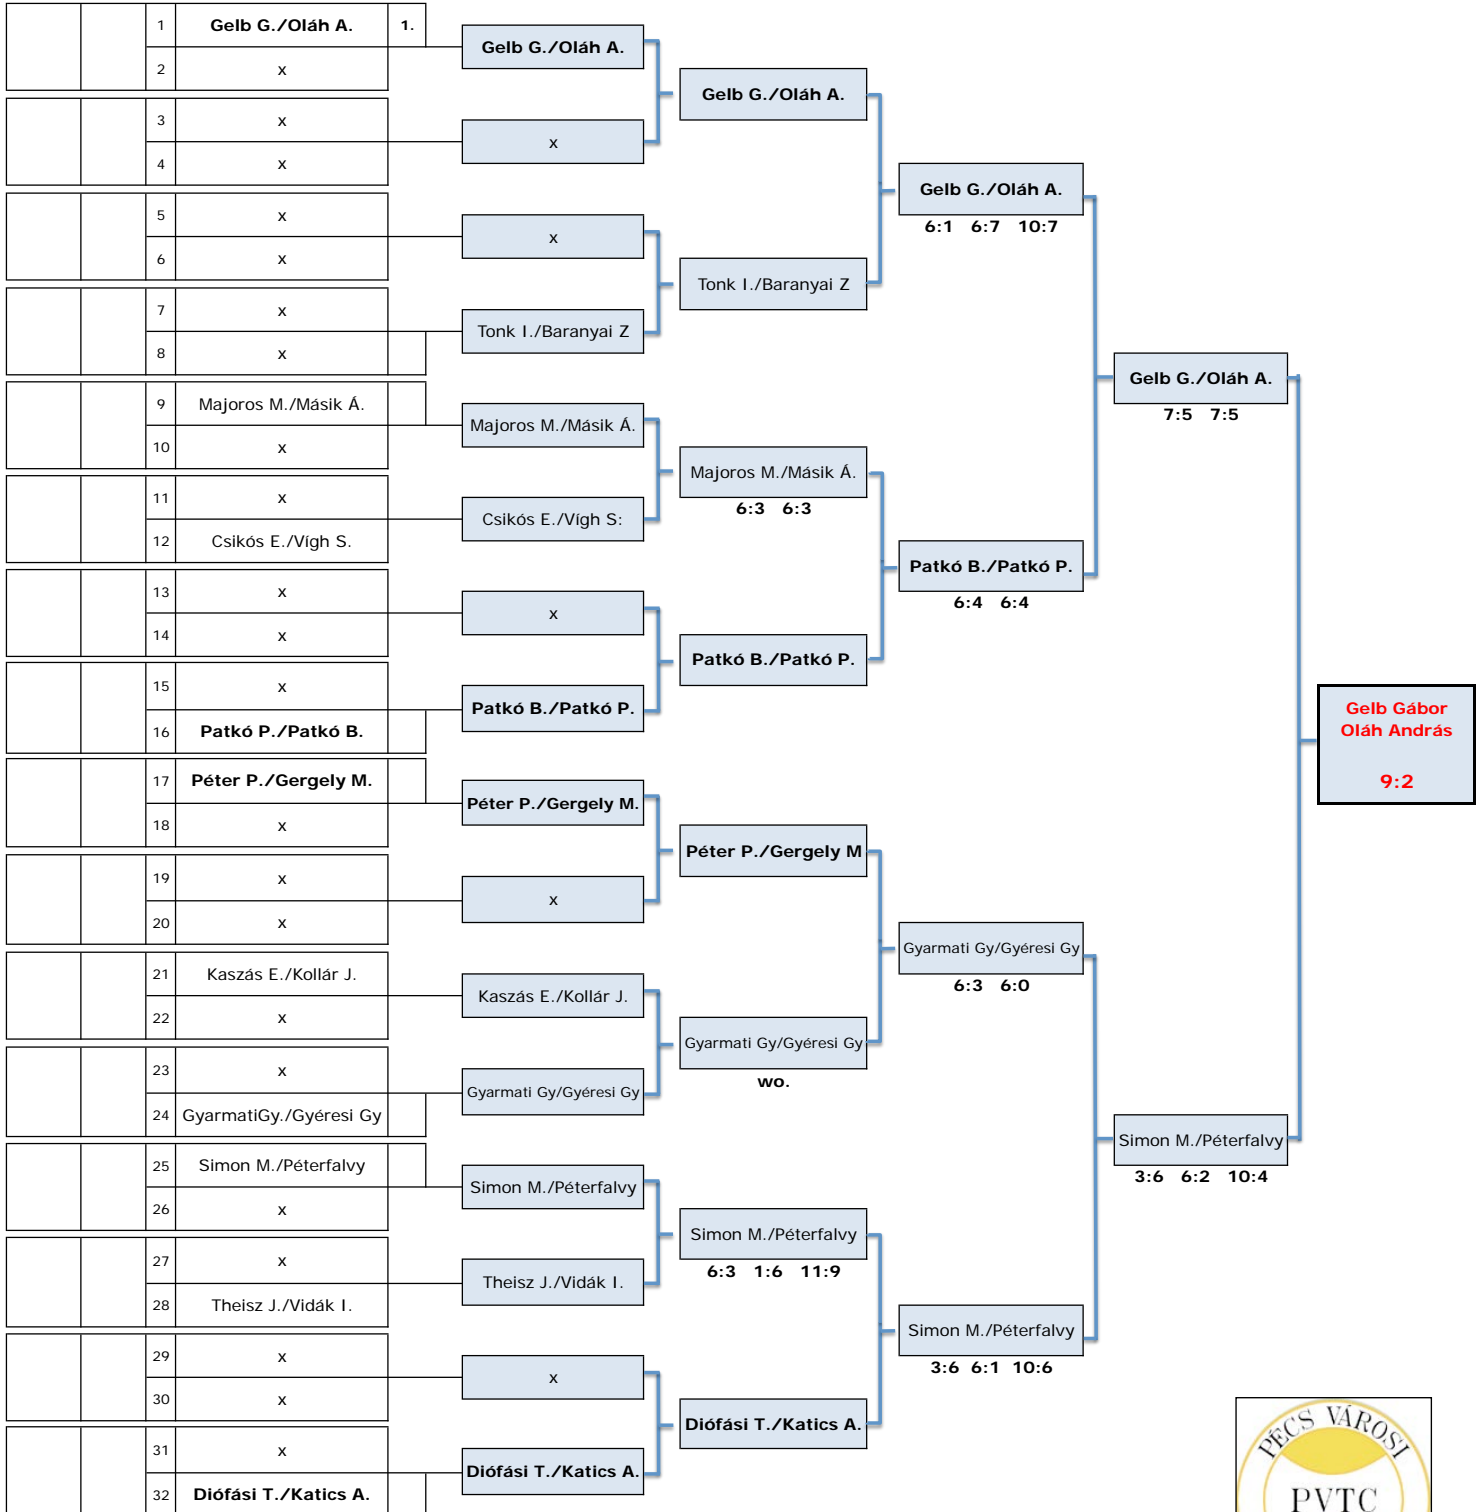 1 Gelb G./Oláh A. 1.
2 x
3 x
4 x
5 x
6 x
7 x
8 x
9 Majoros M./Másik Á.
10 x
11 x
12 Csikós E./Vígh S.
13 x
14 x
15 x
16 Patkó P./Patkó B.
17 Péter P./Gergely M.
18 x
19 x
20 x
21 Kaszás E./Kollár J.
22 x
23 x
24 GyarmatiGy./Gyéresi Gy
25 Simon M./Péterfalvy
26 x
27 x
28 Theisz J./Vidák I.
29 x
30 x
31 x
32 Diófási T./Katics A.
Gelb G./Oláh A.
x
x
Tonk I./Baranyai Z
Majoros M./Másik Á.
Csikós E./Vígh S:
x
Patkó B./Patkó P.
Péter P./Gergely M.
x
Kaszás E./Kollár J.
Gyarmati Gy/Gyéresi Gy
Simon M./Péterfalvy
Theisz J./Vidák I.
x
Diófási T./Katics A.
Gelb G./Oláh A.
Tonk I./Baranyai Z
Majoros M./Másik Á.
6:3 6:3
Patkó B./Patkó P.
Péter P./Gergely M
Gyarmati Gy/Gyéresi Gy
wo.
Simon M./Péterfalvy
6:3 1:6 11:9
Diófási T./Katics A.
Gelb G./Oláh A.
6:1 6:7 10:7
Patkó B./Patkó P.
6:4 6:4
Gyarmati Gy/Gyéresi Gy
6:3 6:0
Simon M./Péterfalvy
3:6 6:1 10:6
Gelb G./Oláh A.
7:5 7:5
Simon M./Péterfalvy
3:6 6:2 10:4
Gelb Gábor
Oláh András
9:2
PÉCS VÁROSI
PVTC